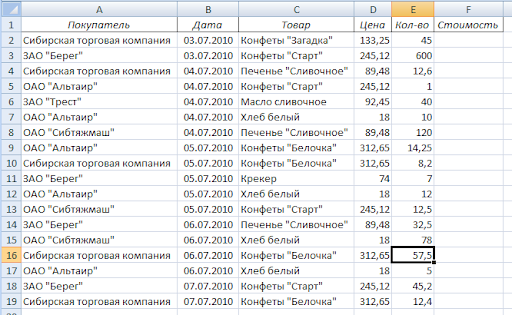 A B C D E F
1 Покупатель Дата Товар Цена Кол-во Стоимость
2 Сибирская торговая компания 03.07.2010 Конфеты "Загадка" 133,25 45
3 ЗАО "Берег" 03.07.2010 Конфеты "Старт" 245,12 600
4 Сибирская торговая компания 04.07.2010 Печенье "Сливочное" 89,48 12,6
5 ОАО "Альтаир" 04.07.2010 Конфеты "Старт" 245,12 1
6 ЗАО "Трест" 04.07.2010 Масло сливочное 92,45 40
7 ОАО "Альтаир" 04.07.2010 Хлеб белый 18 10
8 ОАО "Сибтяжмаш" 04.07.2010 Печенье "Сливочное" 89,48 120
9 ОАО "Альтаир" 05.07.2010 Конфеты "Белочка" 312,65 14,25
10 Сибирская торговая компания 05.07.2010 Конфеты "Белочка" 312,65 8,2
11 ЗАО "Берег" 05.07.2010 Крекер 74 7
12 ОАО "Альтаир" 05.07.2010 Хлеб белый 18 12
13 ОАО "Сибтяжмаш" 05.07.2010 Конфеты "Старт" 245,12 12,5
14 ЗАО "Берег" 06.07.2010 Печенье "Сливочное" 89,48 32,5
15 ОАО "Сибтяжмаш" 06.07.2010 Хлеб белый 18 78
16 Сибирская торговая компания 06.07.2010 Конфеты "Белочка" 312,65 57,5
17 ОАО "Альтаир" 06.07.2010 Хлеб белый 18 5
18 ЗАО "Берег" 07.07.2010 Конфеты "Старт" 245,12 45,2
19 Сибирская торговая компания 07.07.2010 Конфеты "Белочка" 312,65 12,4